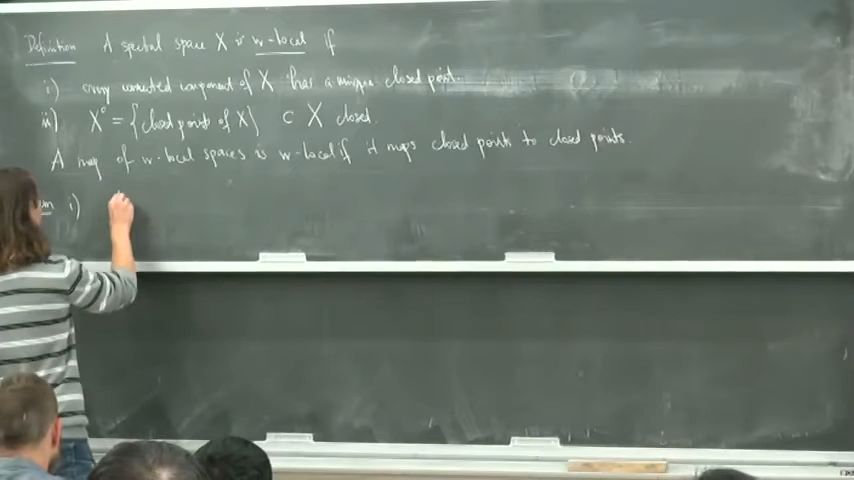 Definition A spectral space X is w-local if
i) every connected component of X has a unique closed point.
ii) X° = {closed points of X} ⊂ X closed.
A map of w-local spaces is w-local if it maps closed points to closed points.
i)